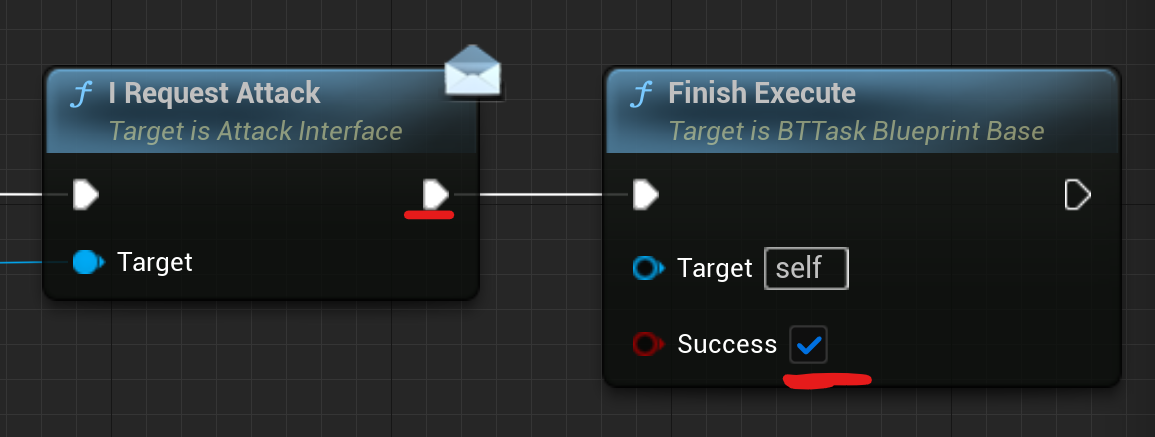 f I Request Attack
Target is Attack Interface
Target
f Finish Execute
Target is BTTask Blueprint Base
Target self
Success